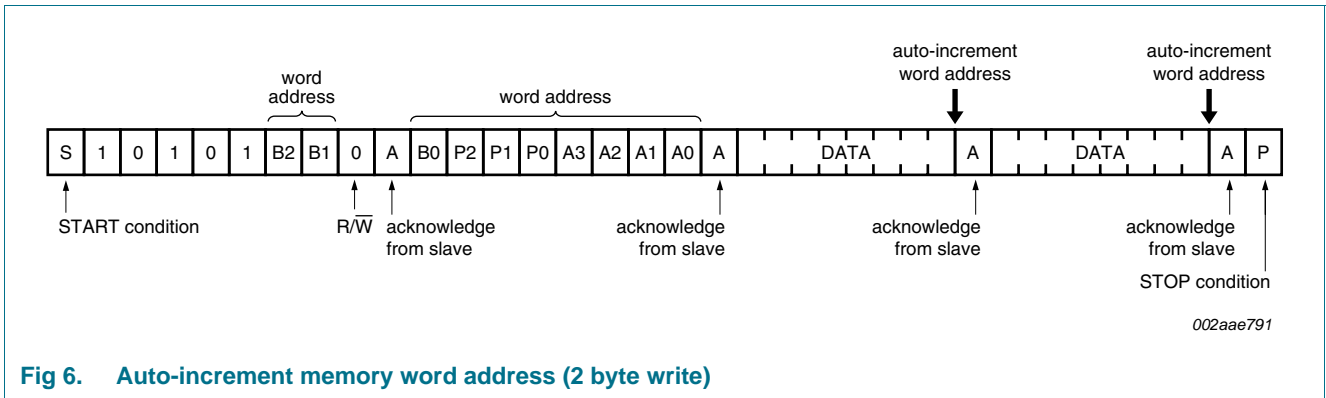 auto-increment
word address
auto-increment
word address
word
address
word address
S 1 0 1 0 1 B2 B1 0 A B0 P2 P1 P0 A3 A2 A1 A0 A DATA A DATA A P
START condition
R/W̅
acknowledge
from slave
acknowledge
from slave
acknowledge
from slave
acknowledge
from slave
STOP condition
002aae791
Fig 6. Auto-increment memory word address (2 byte write)